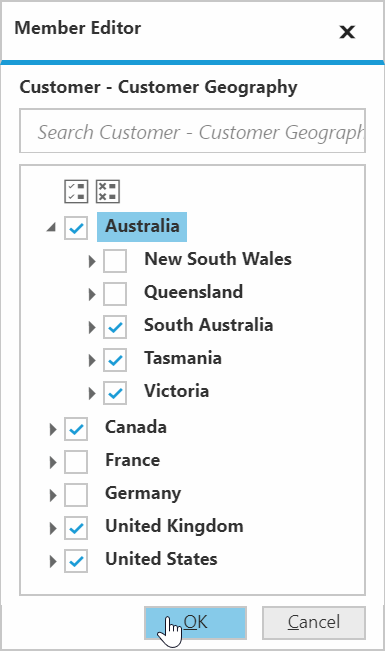 Member Editor
Customer - Customer Geography
Search Customer - Customer Geograph
Australia
New South Wales
Queensland
South Australia
Tasmania
Victoria
Canada
France
Germany
United Kingdom
United States
OK Cancel